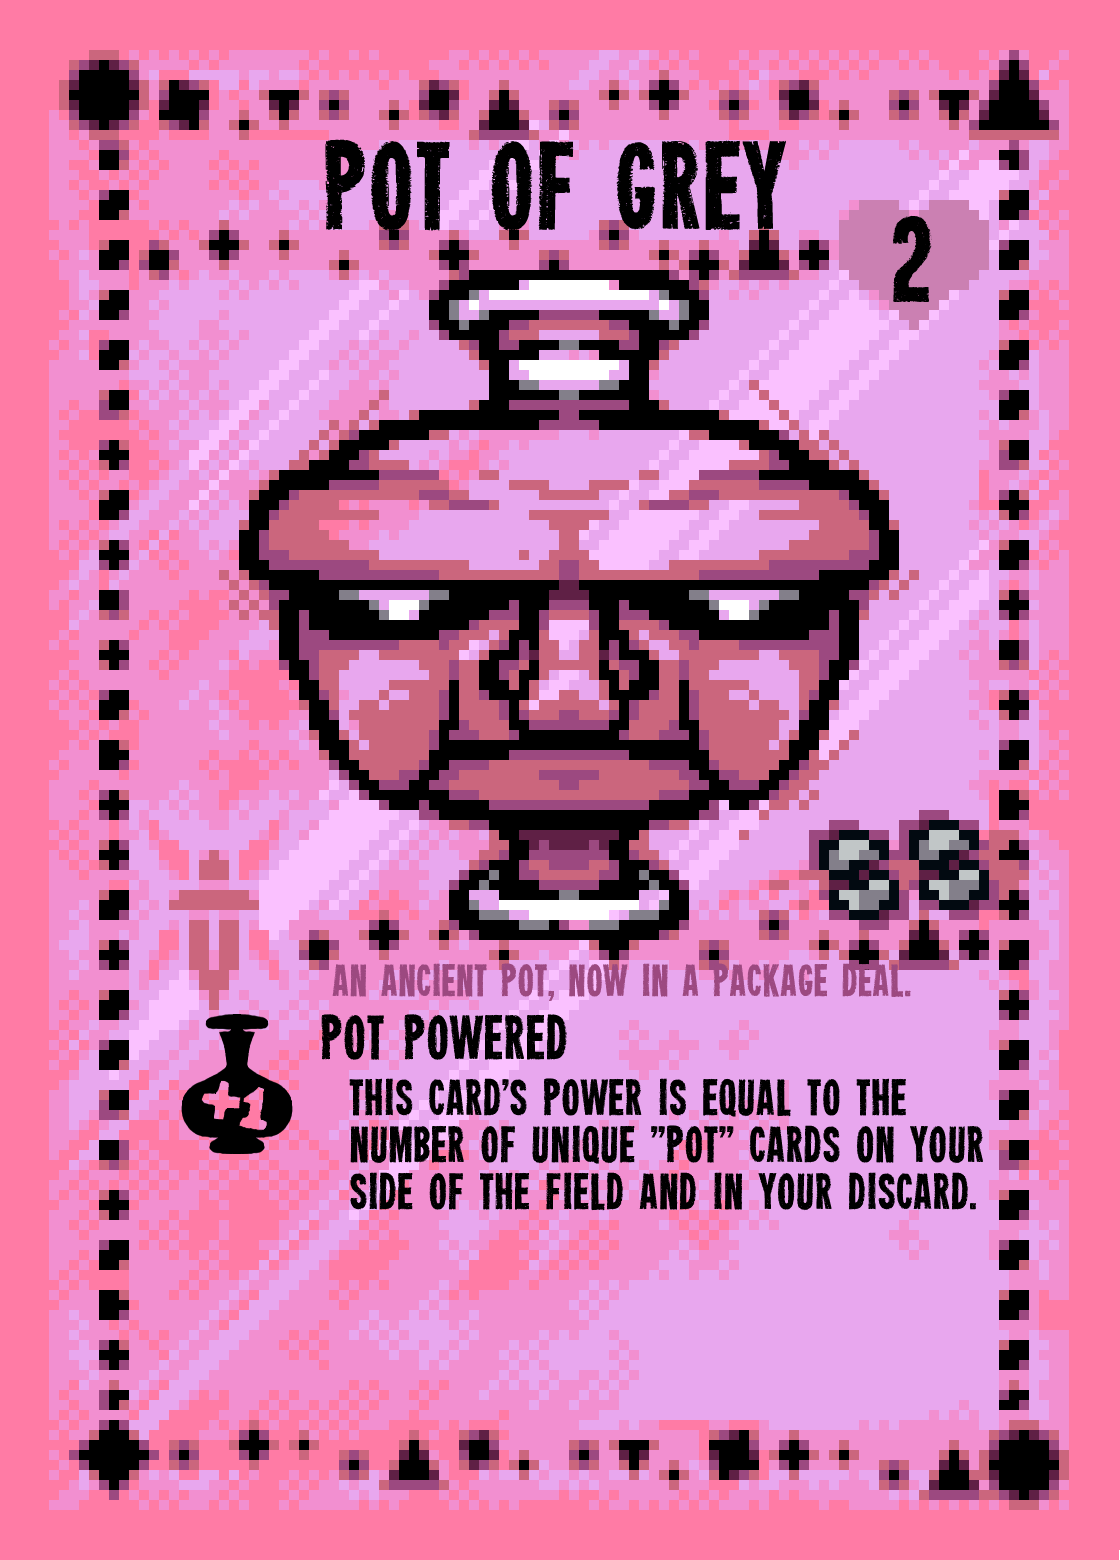 POT OF GREY
2
AN ANCIENT POT, NOW IN A PACKAGE DEAL.
POT POWERED
+1
THIS CARD'S POWER IS EQUAL TO THE
NUMBER OF UNIQUE "POT" CARDS ON YOUR
SIDE OF THE FIELD AND IN YOUR DISCARD.